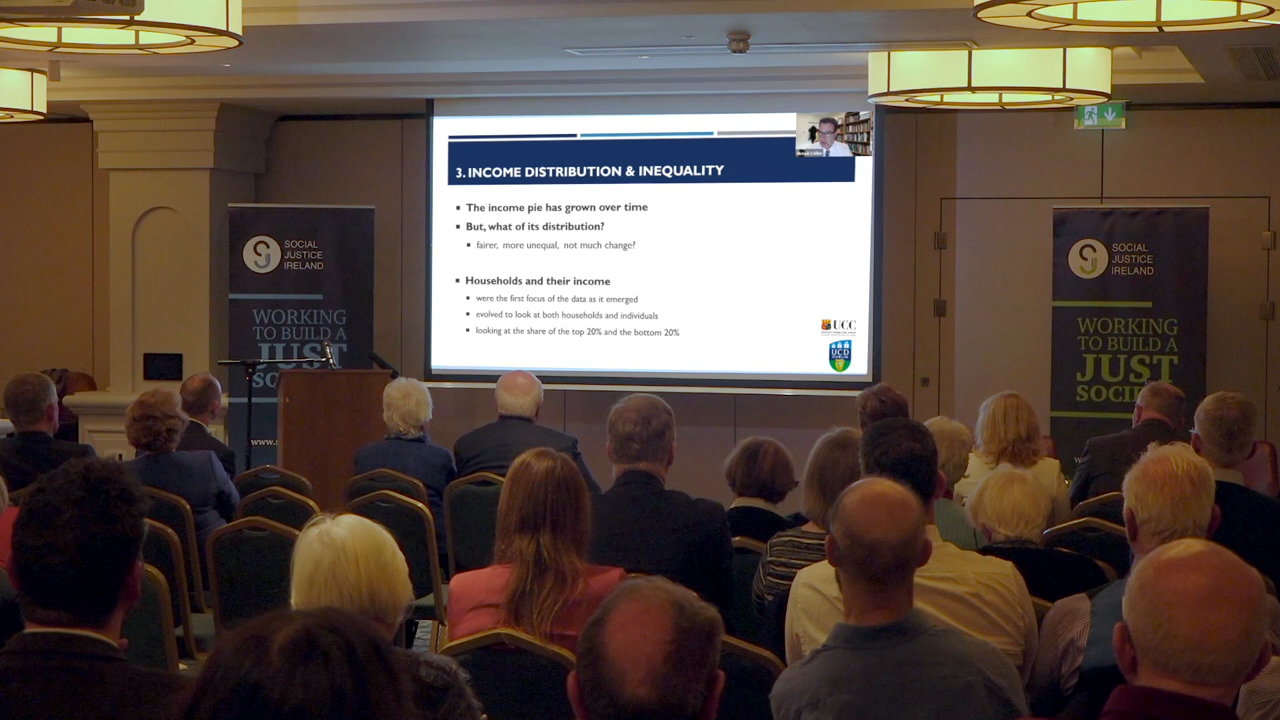 3. INCOME DISTRIBUTION & INEQUALITY
The income pie has grown over time
But, what of its distribution?
fairer, more unequal, not much change?
Households and their income
were the first focus of the data as it emerged
evolved to look at both households and individuals
looking at the share of the top 20% and the bottom 20%
UCC
UCD
SOCIAL
JUSTICE
IRELAND
WORKING
TO BUILD A
JUST
SO
www.
SOCIAL
JUSTICE
IRELAND
WORKING
TO BUILD A
JUST
SOCIE